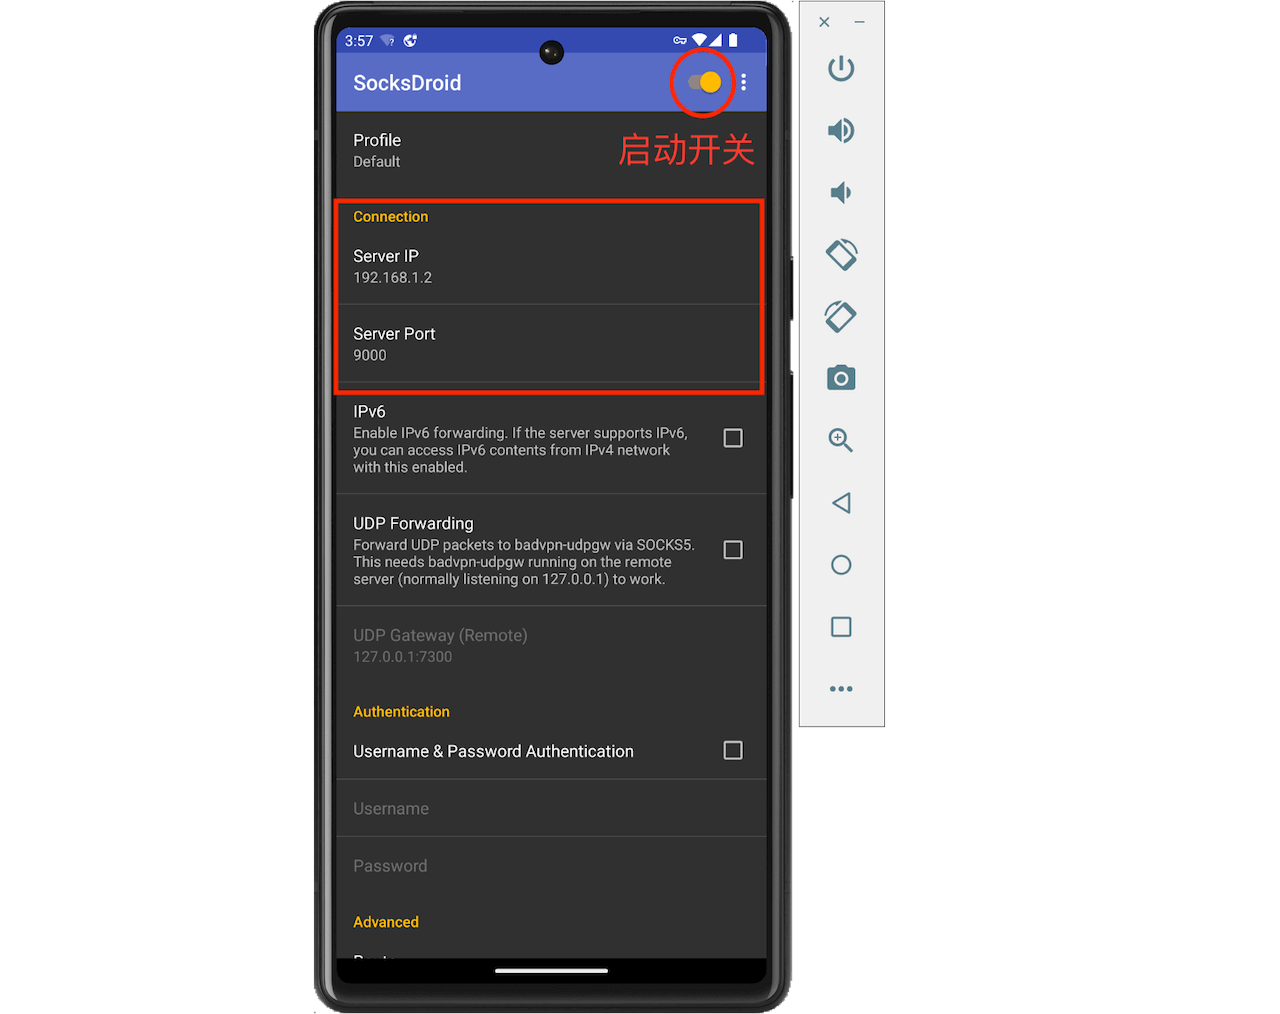 3:57
SocksDroid
启动开关
Profile
Default
Connection
Server IP
192.168.1.2
Server Port
9000
IPv6
Enable IPv6 forwarding. If the server supports IPv6,
you can access IPv6 contents from IPv4 network
with this enabled.
UDP Forwarding
Forward UDP packets to badvpn-udpgw via SOCKS5.
This needs badvpn-udpgw running on the remote
server (normally listening on 127.0.0.1) to work.
UDP Gateway (Remote)
127.0.0.1:7300
Authentication
Username & Password Authentication
Username
Password
Advanced